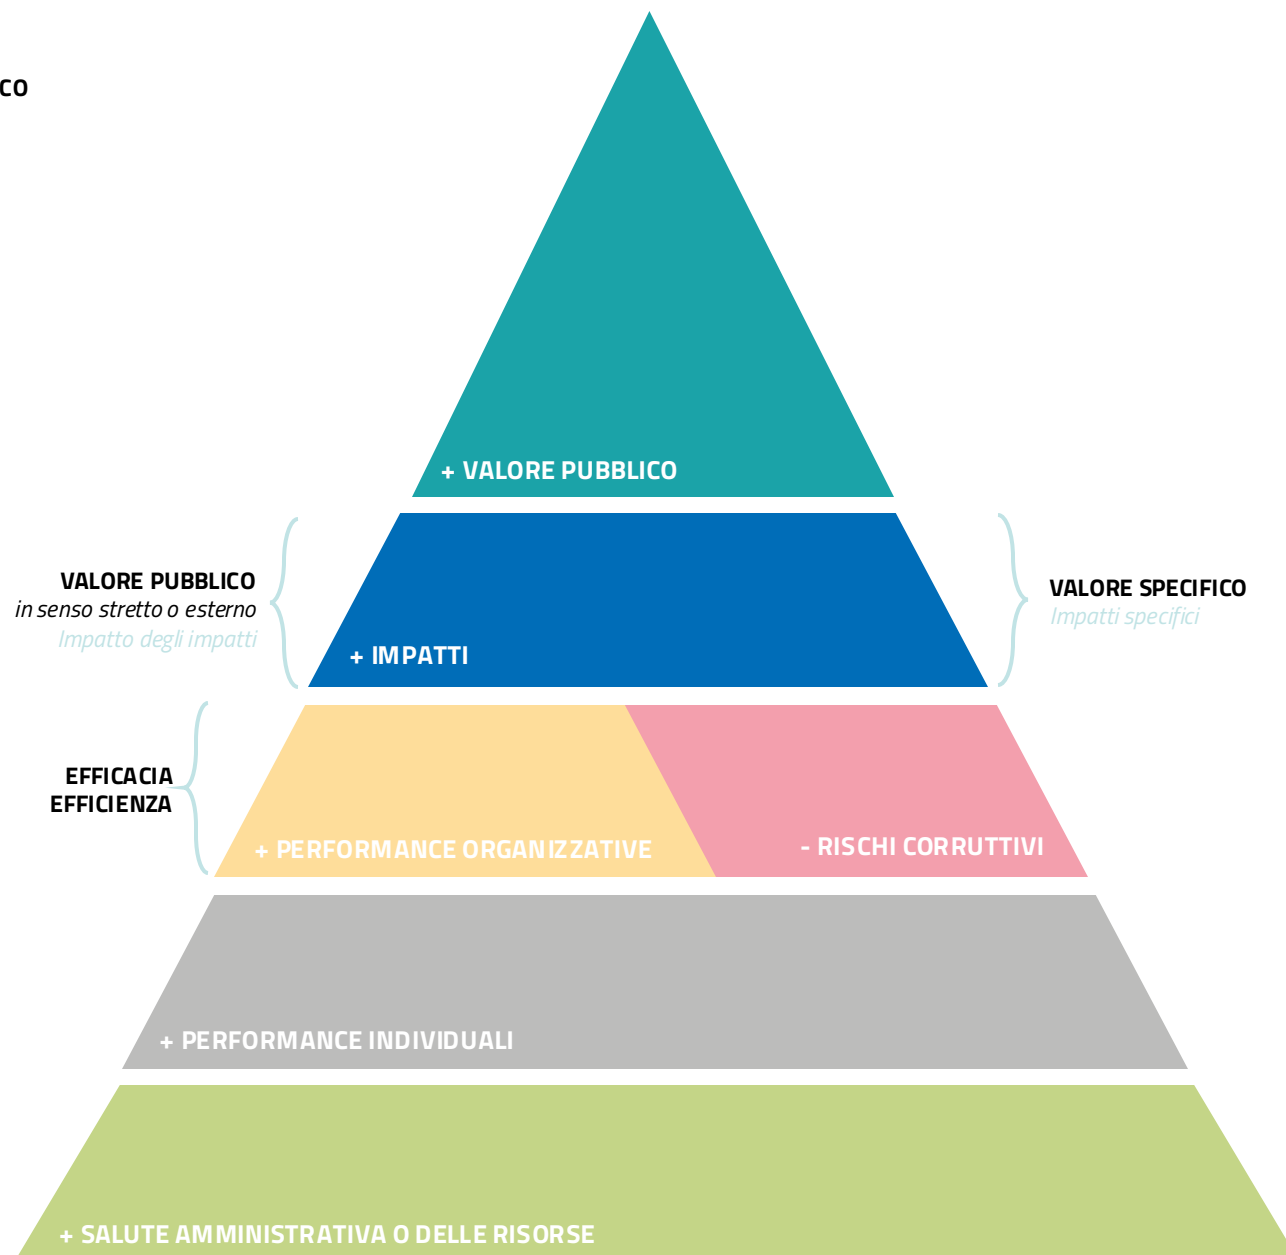 CO
+ VALORE PUBBLICO
VALORE PUBBLICO
in senso stretto o esterno
Impatto degli impatti
VALORE SPECIFICO
Impatti specifici
+ IMPATTI
EFFICACIA
EFFICIENZA
+ PERFORMANCE ORGANIZZATIVE
- RISCHI CORRUTTIVI
+ PERFORMANCE INDIVIDUALI
+ SALUTE AMMINISTRATIVA O DELLE RISORSE